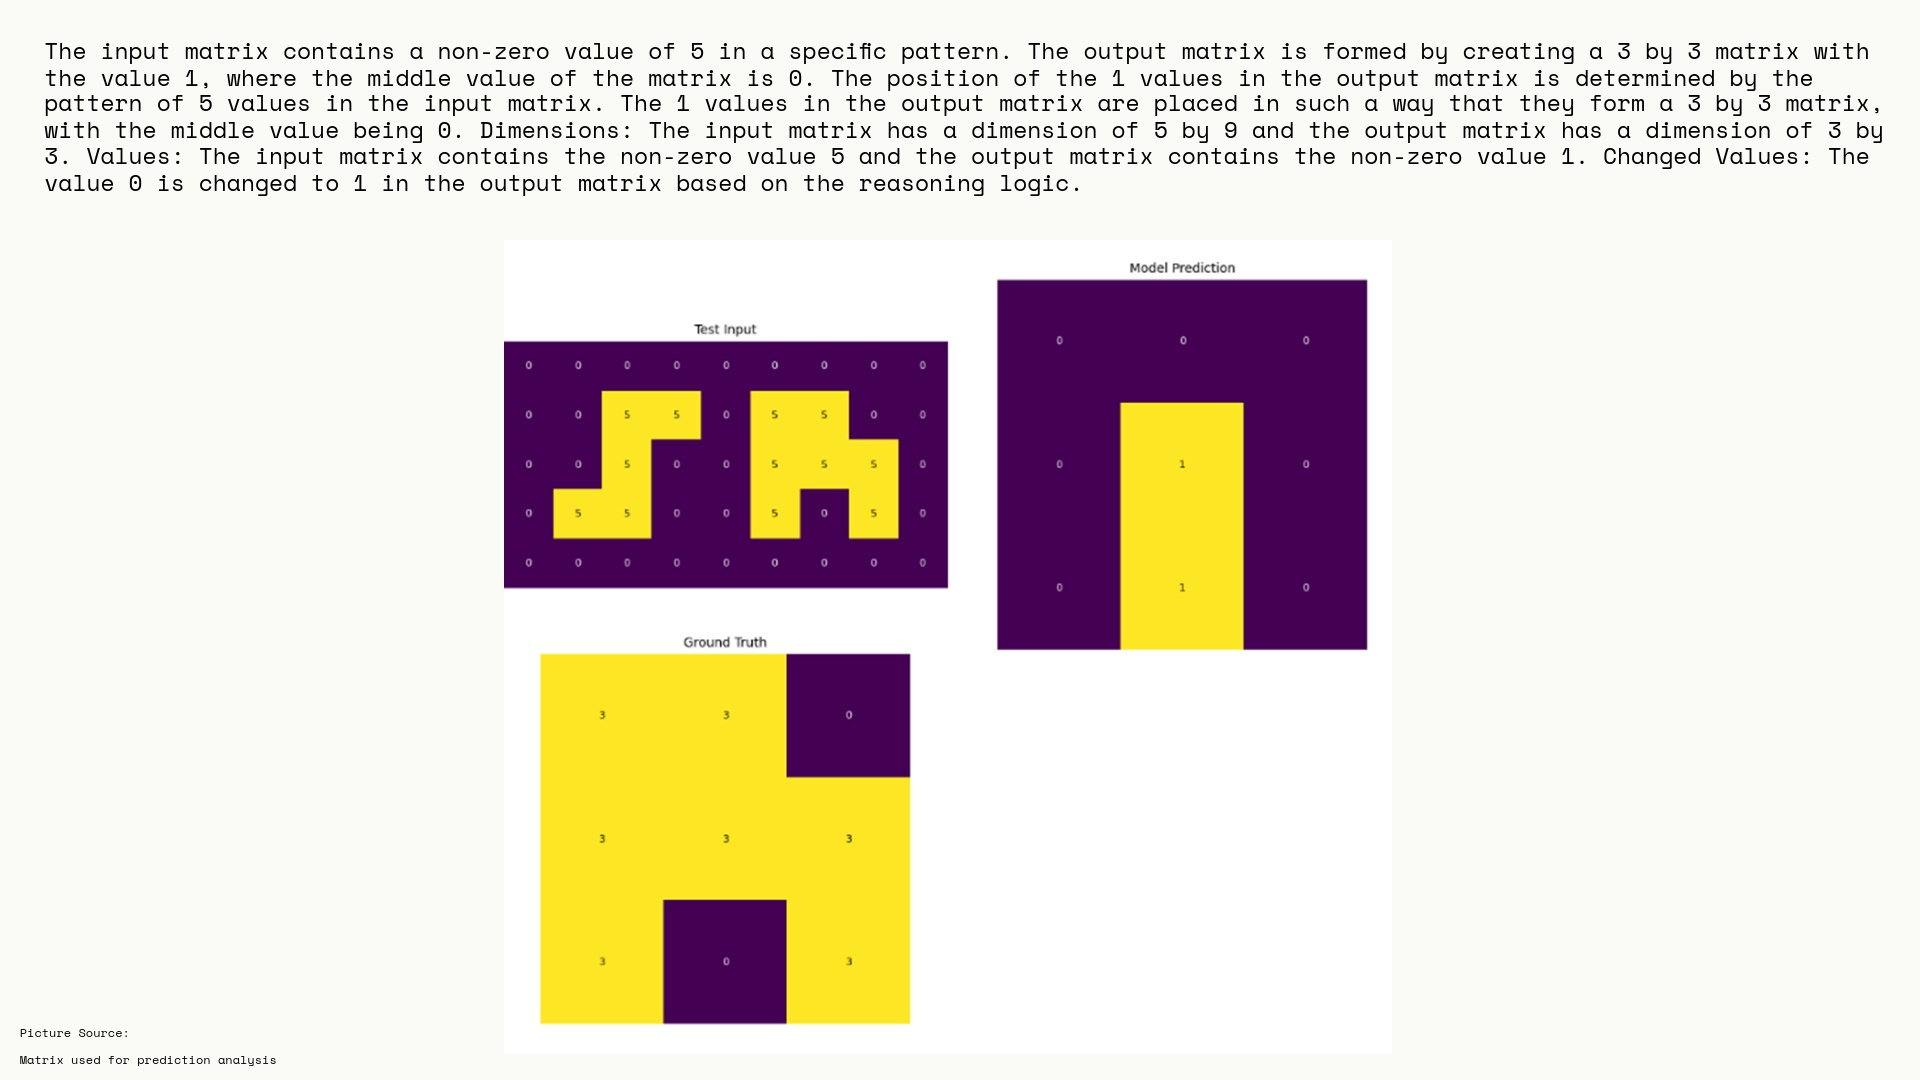 The input matrix contains a non-zero value of 5 in a specific pattern. The output matrix is formed by creating a 3 by 3 matrix with
the value 1, where the middle value of the matrix is 0. The position of the 1 values in the output matrix is determined by the
pattern of 5 values in the input matrix. The 1 values in the output matrix are placed in such a way that they form a 3 by 3 matrix,
with the middle value being 0. Dimensions: The input matrix has a dimension of 5 by 9 and the output matrix has a dimension of 3 by
3. Values: The input matrix contains the non-zero value 5 and the output matrix contains the non-zero value 1. Changed Values: The
value 0 is changed to 1 in the output matrix based on the reasoning logic.
Test Input
0 0 0 0 0 0 0 0 0
0 0 5 5 0 5 5 0 0
0 0 5 0 0 5 5 5 0
0 5 5 0 0 5 0 5 0
0 0 0 0 0 0 0 0 0
Model Prediction
0 0 0
0 1 0
0 1 0
Ground Truth
3 3 0
3 3 3
3 0 3
Picture Source:
Matrix used for prediction analysis